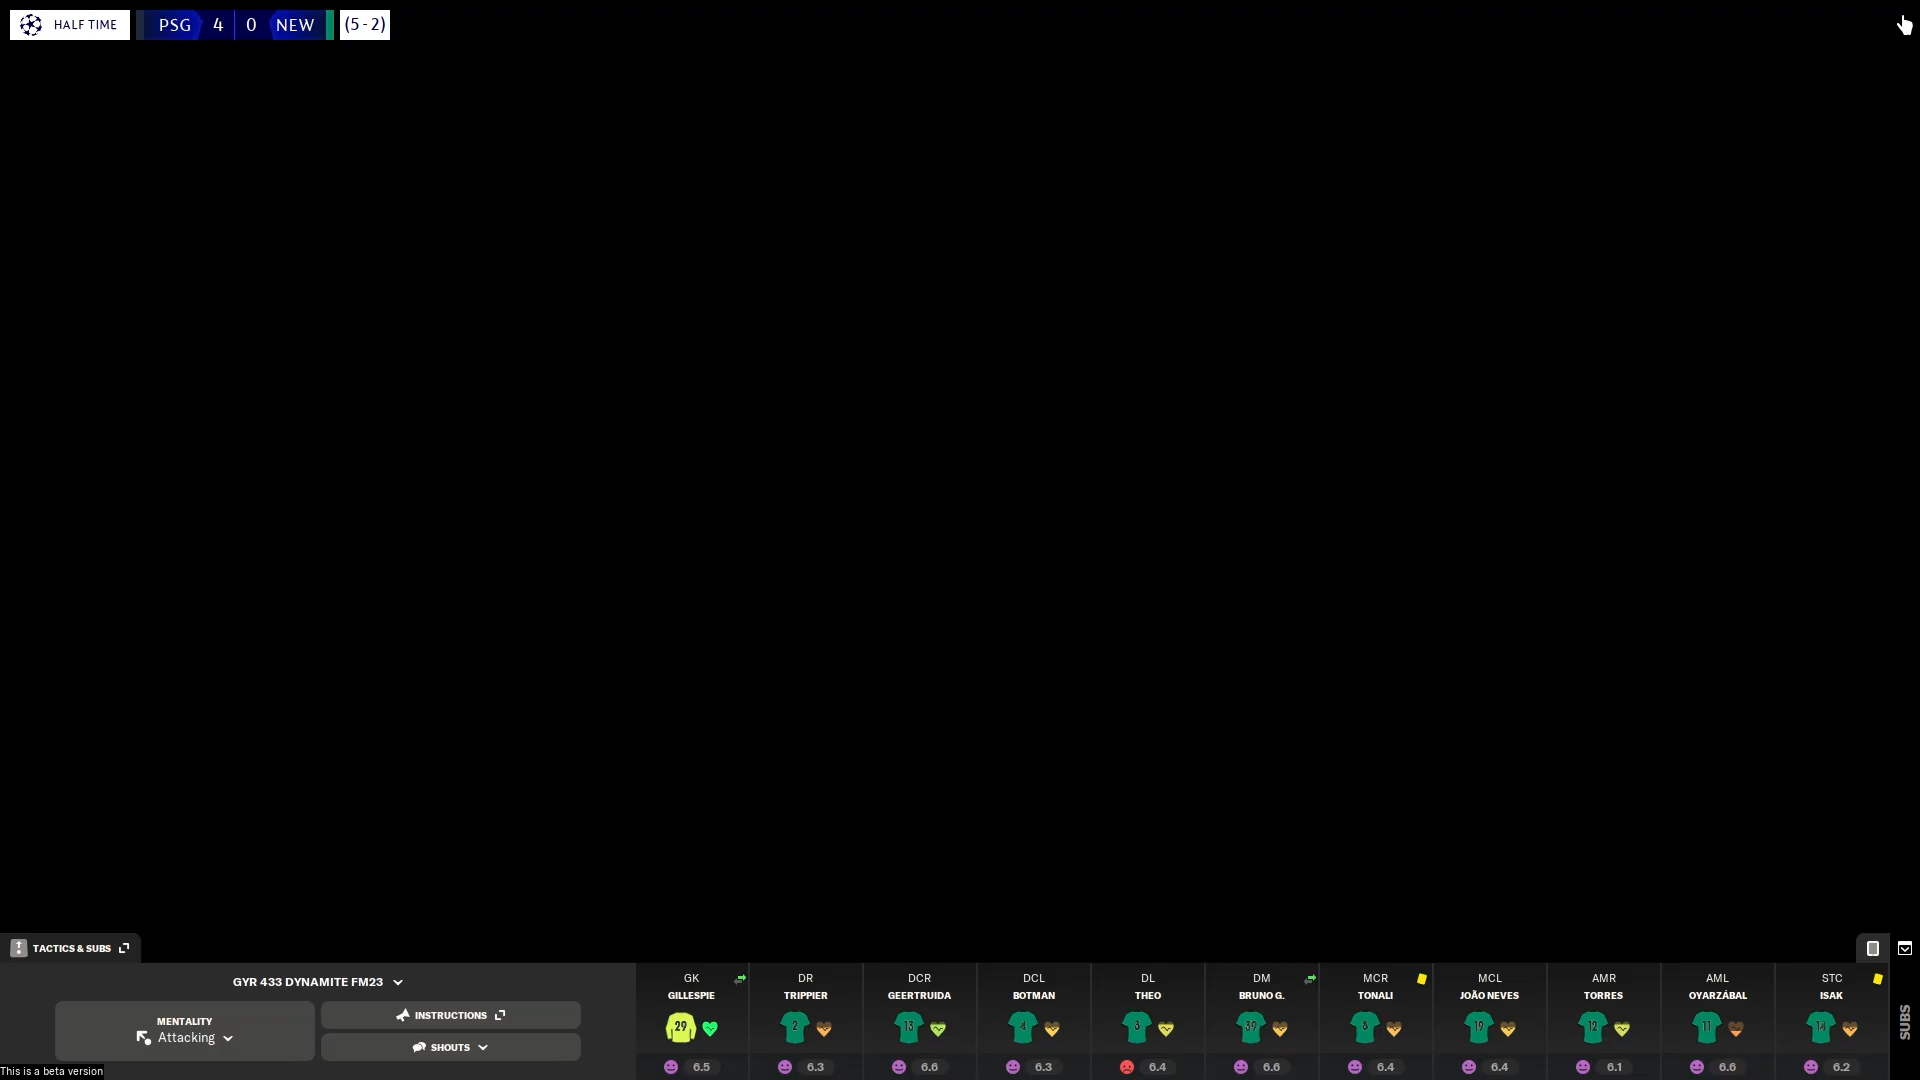 HALF TIME PSG 4 0 NEW (5 - 2)
TACTICS & SUBS
GYR 433 DYNAMITE FM23
MENTALITY
Attacking
INSTRUCTIONS
SHOUTS
This is a beta version
GK DR DCR DCL DL DM MCR MCL AMR AML STC
GILLESPIE TRIPPIER GEERTRUIDA BOTMAN THEO BRUNO G. TONALI JOÃO NEVES TORRES OYARZÁBAL ISAK
29 2 13 4 3 39 8 19 12 11 14
6.5 6.3 6.6 6.3 6.4 6.6 6.4 6.4 6.1 6.6 6.2
SUBS